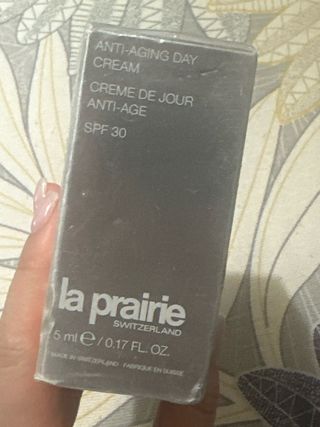 ANTI-AGING DAY
CREAM
CREME DE JOUR
ANTI-AGE
SPF 30
la prairie
SWITZERLAND
5 ml ℮ / 0.17 FL. OZ.
MADE IN SWITZERLAND FABRIQUE EN SUISSE